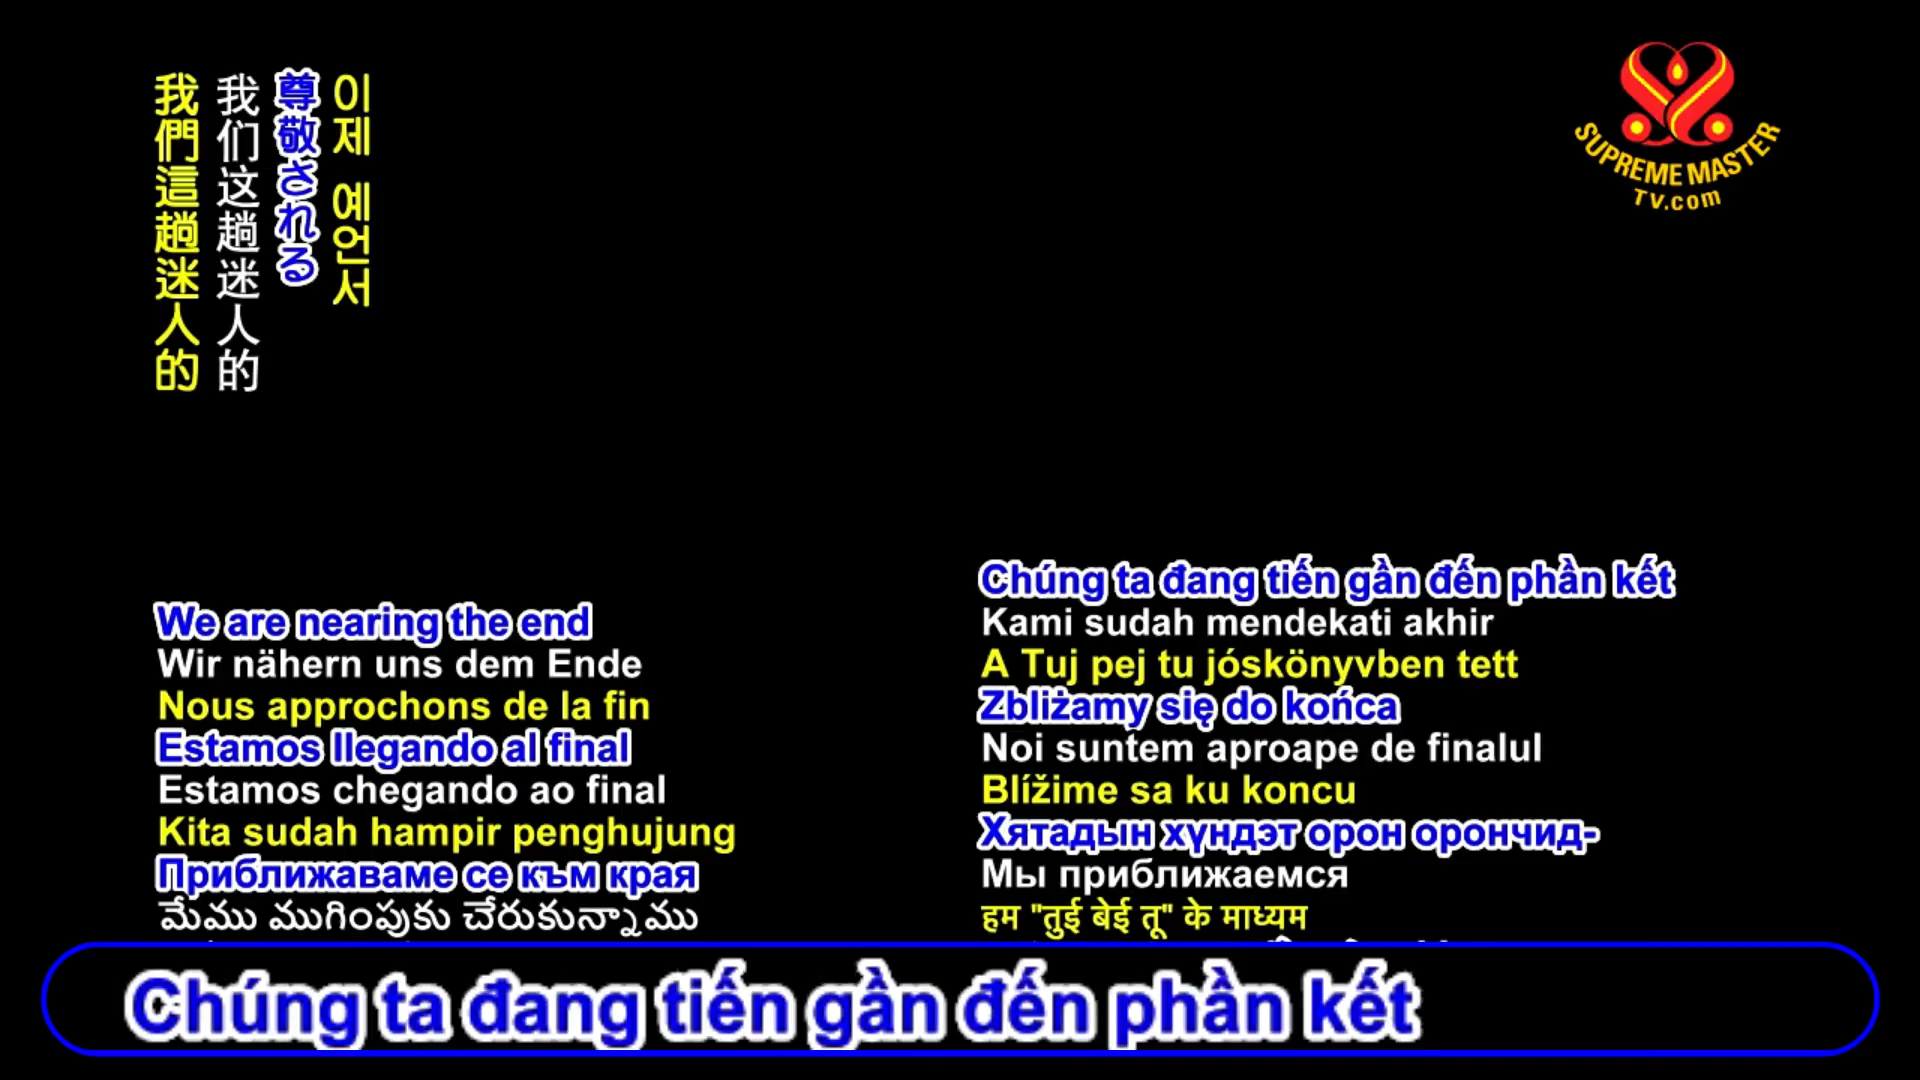 我們這趟迷人的
我们这趟迷人的
尊敬される
이제 예언서
SUPREME MASTER
TV.com
We are nearing the end
Wir nähern uns dem Ende
Nous approchons de la fin
Estamos llegando al final
Estamos chegando ao final
Kita sudah hampir penghujung
Приближаваме се към края
మేము ముగింపుకు చేరుకున్నాము
Chúng ta đang tiến gần đến phần kết
Kami sudah mendekati akhir
A Tuj pej tu jóskönyvben tett
Zbliżamy się do końca
Noi suntem aproape de finalul
Blížime sa ku koncu
Хятадын хүндэт орон орончид-
Мы приближаемся
हम "तुई बेई तू" के माध्यम
Chúng ta đang tiến gần đến phần kết